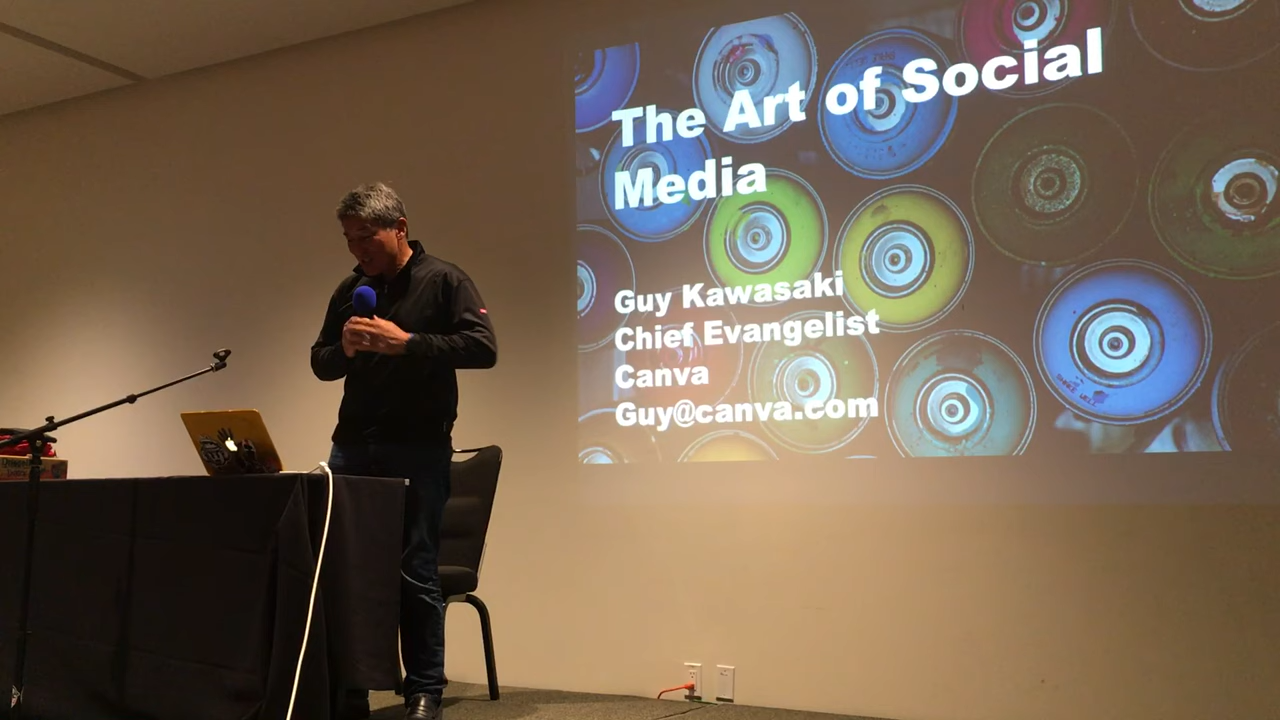 The Art of Social
Media
Guy Kawasaki
Chief Evangelist
Canva
Guy@canva.com